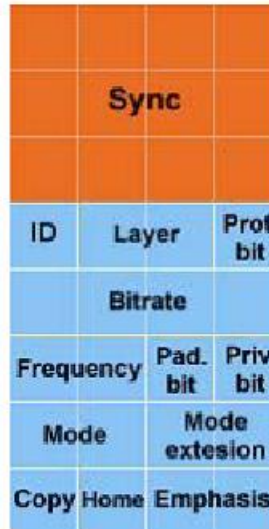 Sync
ID Layer Prot bit
Bitrate
Frequency Pad. bit Priv bit
Mode Mode extesion
Copy Home Emphasis